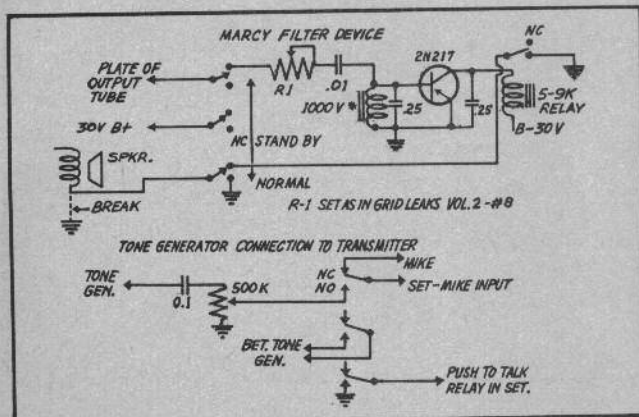 MARCY FILTER DEVICE
NC
PLATE OF
OUTPUT
TUBE
R1
.01
2N217
1000V
.25
.25
5-9K
RELAY
B-30V
30V B+
NC STAND BY
SPKR.
NORMAL
BREAK
R-1 SET AS IN GRID LEAKS VOL.2-#8
TONE GENERATOR CONNECTION TO TRANSMITTER
TONE
GEN.
0.1
500K
NC
NO
MIKE
SET-MIKE INPUT
BET. TONE
GEN.
PUSH TO TALK
RELAY IN SET.